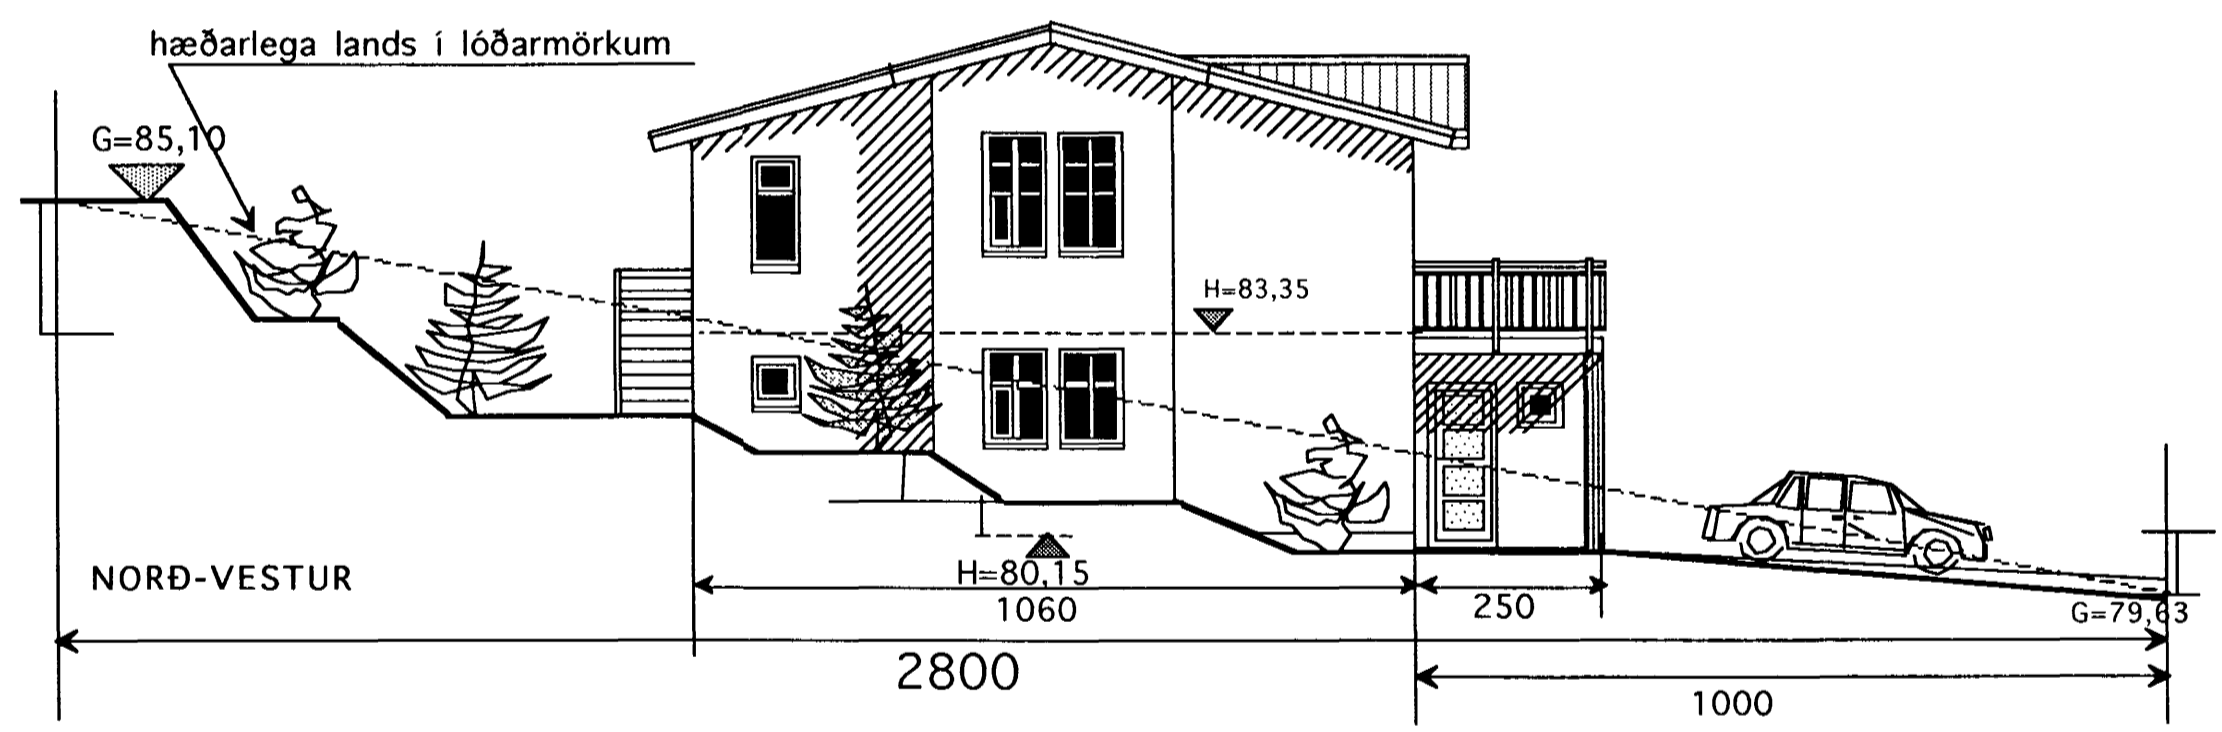 hæðarlega lands í lóðarmörkum
G=85,10
H=83,35
NORÐ-VESTUR
H=80,15
1060
250
G=79,63
2800
1000